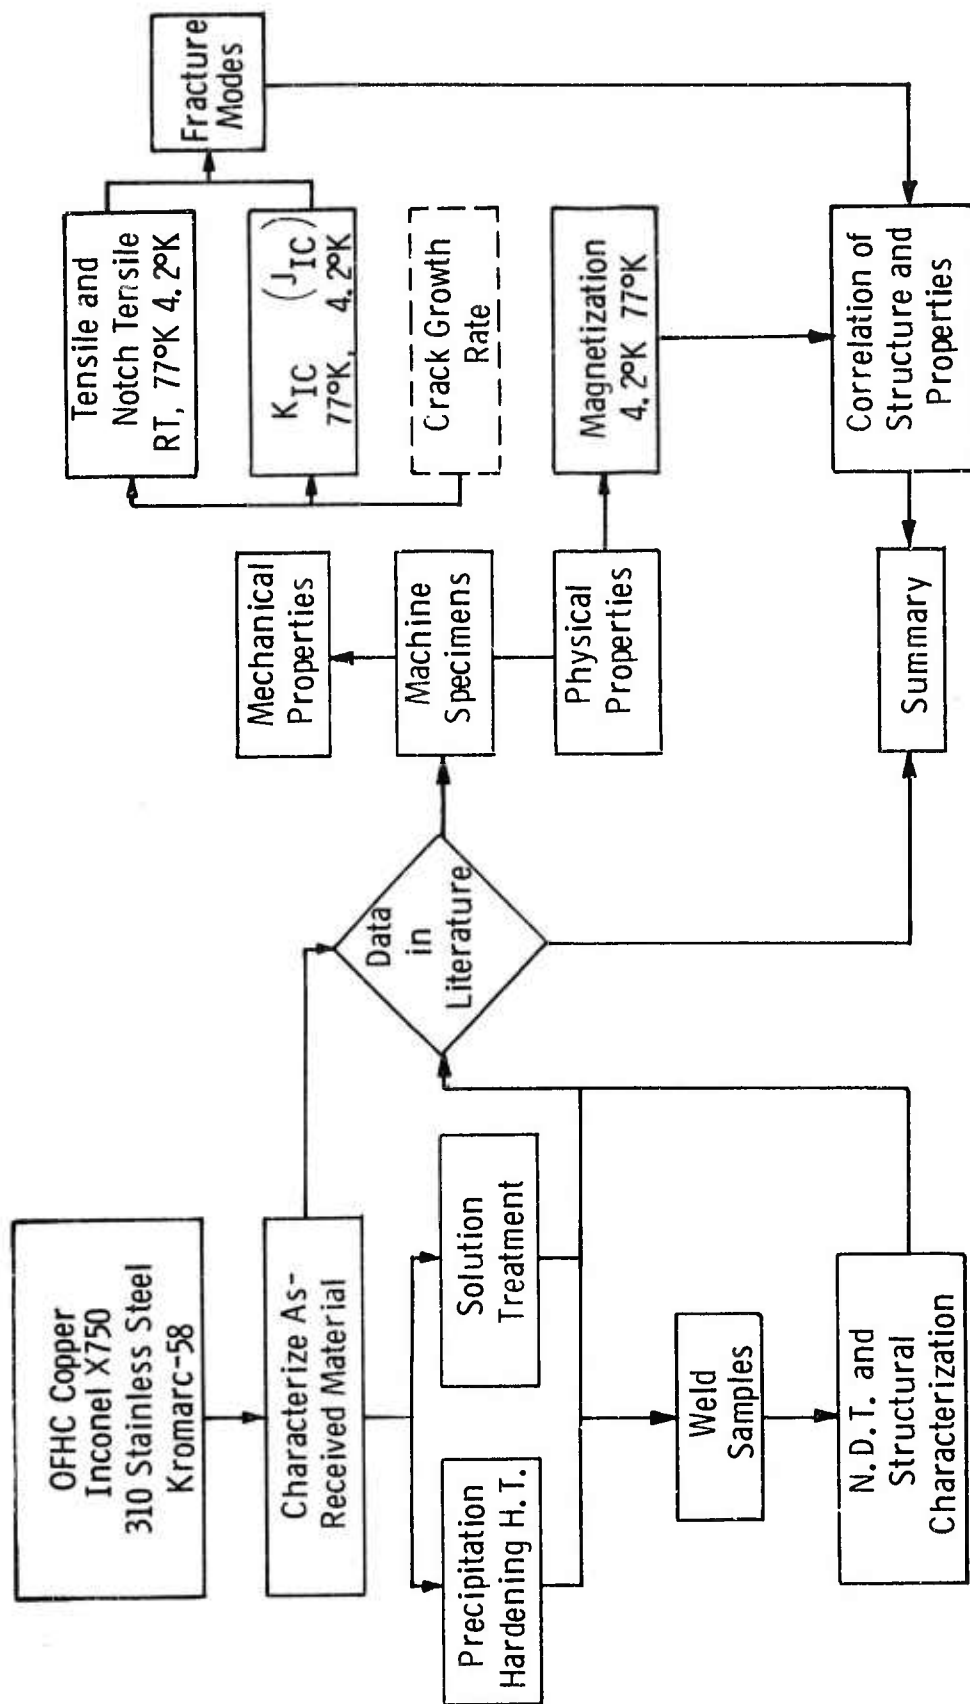 OFHC Copper
Inconel X750
310 Stainless Steel
Kromarc-58
Characterize As-
Received Material
Precipitation
Hardening H.T.
Solution
Treatment
Weld
Samples
N.D.T. and
Structural
Characterization
Data
in
Literature
Mechanical
Properties
Machine
Specimens
Physical
Properties
Summary
Tensile and
Notch Tensile
RT, 77°K 4.2°K
K_IC (J_IC)
77°K, 4.2°K
Crack Growth
Rate
Magnetization
4.2°K 77°K
Correlation of
Structure and
Properties
Fracture
Modes